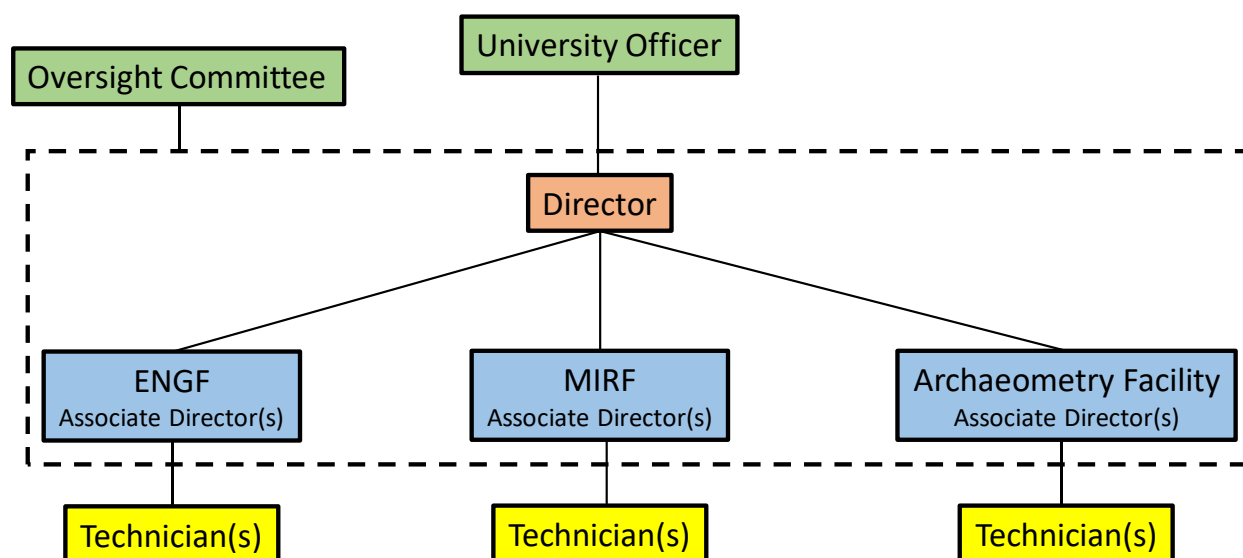 University Officer
Oversight Committee
Director
ENGF
Associate Director(s)
MIRF
Associate Director(s)
Archaeometry Facility
Associate Director(s)
Technician(s)
Technician(s)
Technician(s)